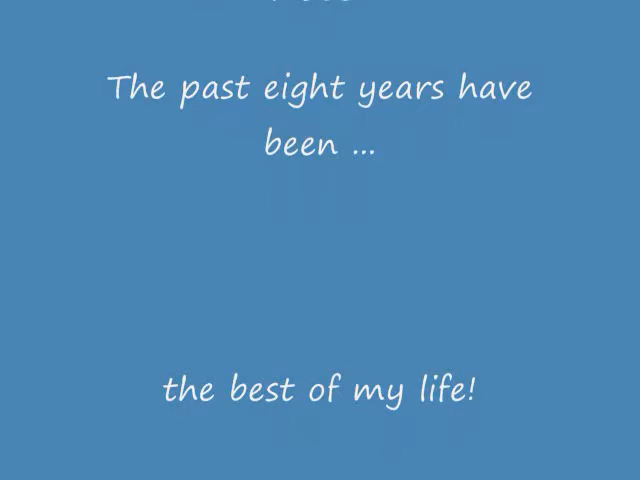 The past eight years have
been ...
the best of my life!